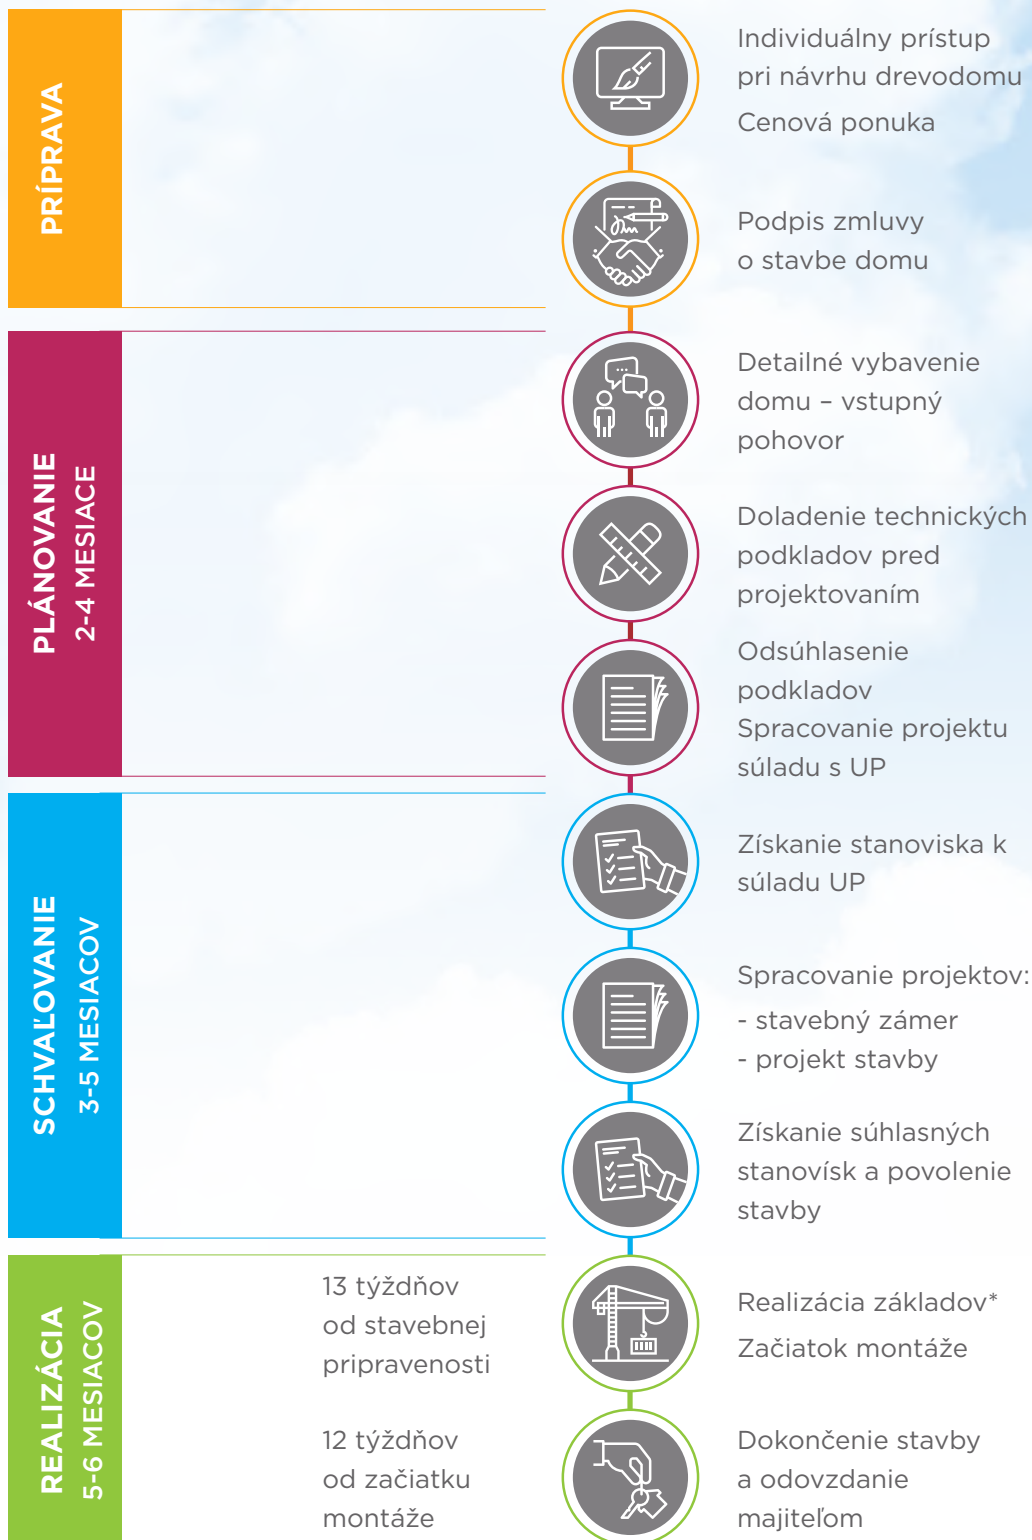 PRÍPRAVA
Individuálny prístup
pri návrhu drevodomu
Cenová ponuka
Podpis zmluvy
o stavbe domu
PLÁNOVANIE
2-4 MESIACE
Detailné vybavenie
domu – vstupný
pohovor
Doladenie technických
podkladov pred
projektovaním
Odsúhlasenie
podkladov
Spracovanie projektu
súladu s UP
SCHVAĽOVANIE
3-5 MESIACOV
Získanie stanoviska k
súladu UP
Spracovanie projektov:
- stavebný zámer
- projekt stavby
Získanie súhlasných
stanovísk a povolenie
stavby
REALIZÁCIA
5-6 MESIACOV
13 týždňov
od stavebnej
pripravenosti
Realizácia základov*
Začiatok montáže
12 týždňov
od začiatku
montáže
Dokončenie stavby
a odovzdanie
majiteľom